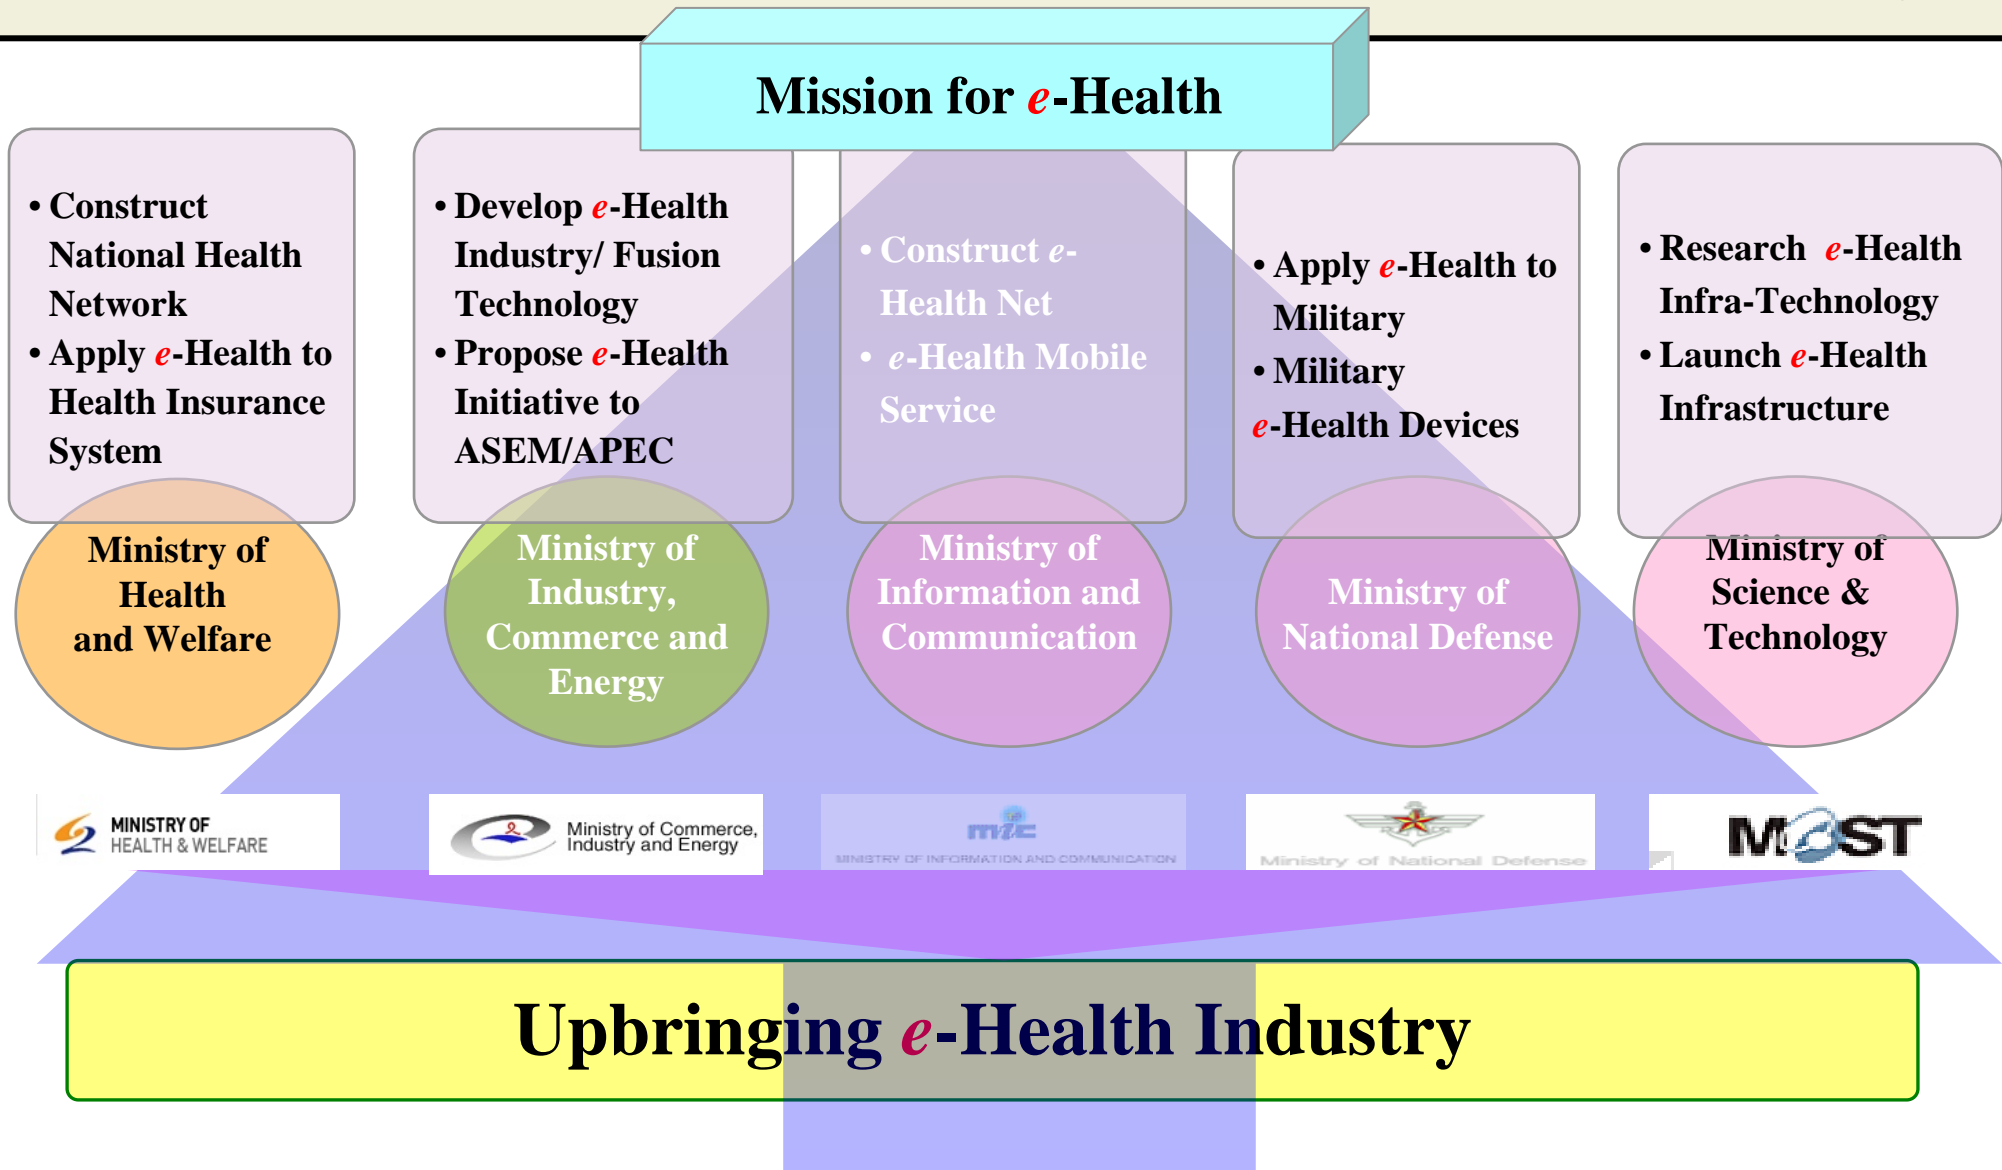 Mission for e-Health
• Construct
National Health
Network
• Apply e-Health to
Health Insurance
System
• Develop e-Health
Industry/ Fusion
Technology
• Propose e-Health
Initiative to
ASEM/APEC
• Construct e-
Health Net
• e-Health Mobile
Service
• Apply e-Health to
Military
• Military
e-Health Devices
• Research e-Health
Infra-Technology
• Launch e-Health
Infrastructure
Ministry of
Health
and Welfare
Ministry of
Industry,
Commerce and
Energy
Ministry of
Information and
Communication
Ministry of
National Defense
Ministry of
Science &
Technology
MINISTRY OF
HEALTH & WELFARE
Ministry of Commerce,
Industry and Energy
mic
MINISTRY OF INFORMATION AND COMMUNICATION
Ministry of National Defense
MOST
Upbringing e-Health Industry